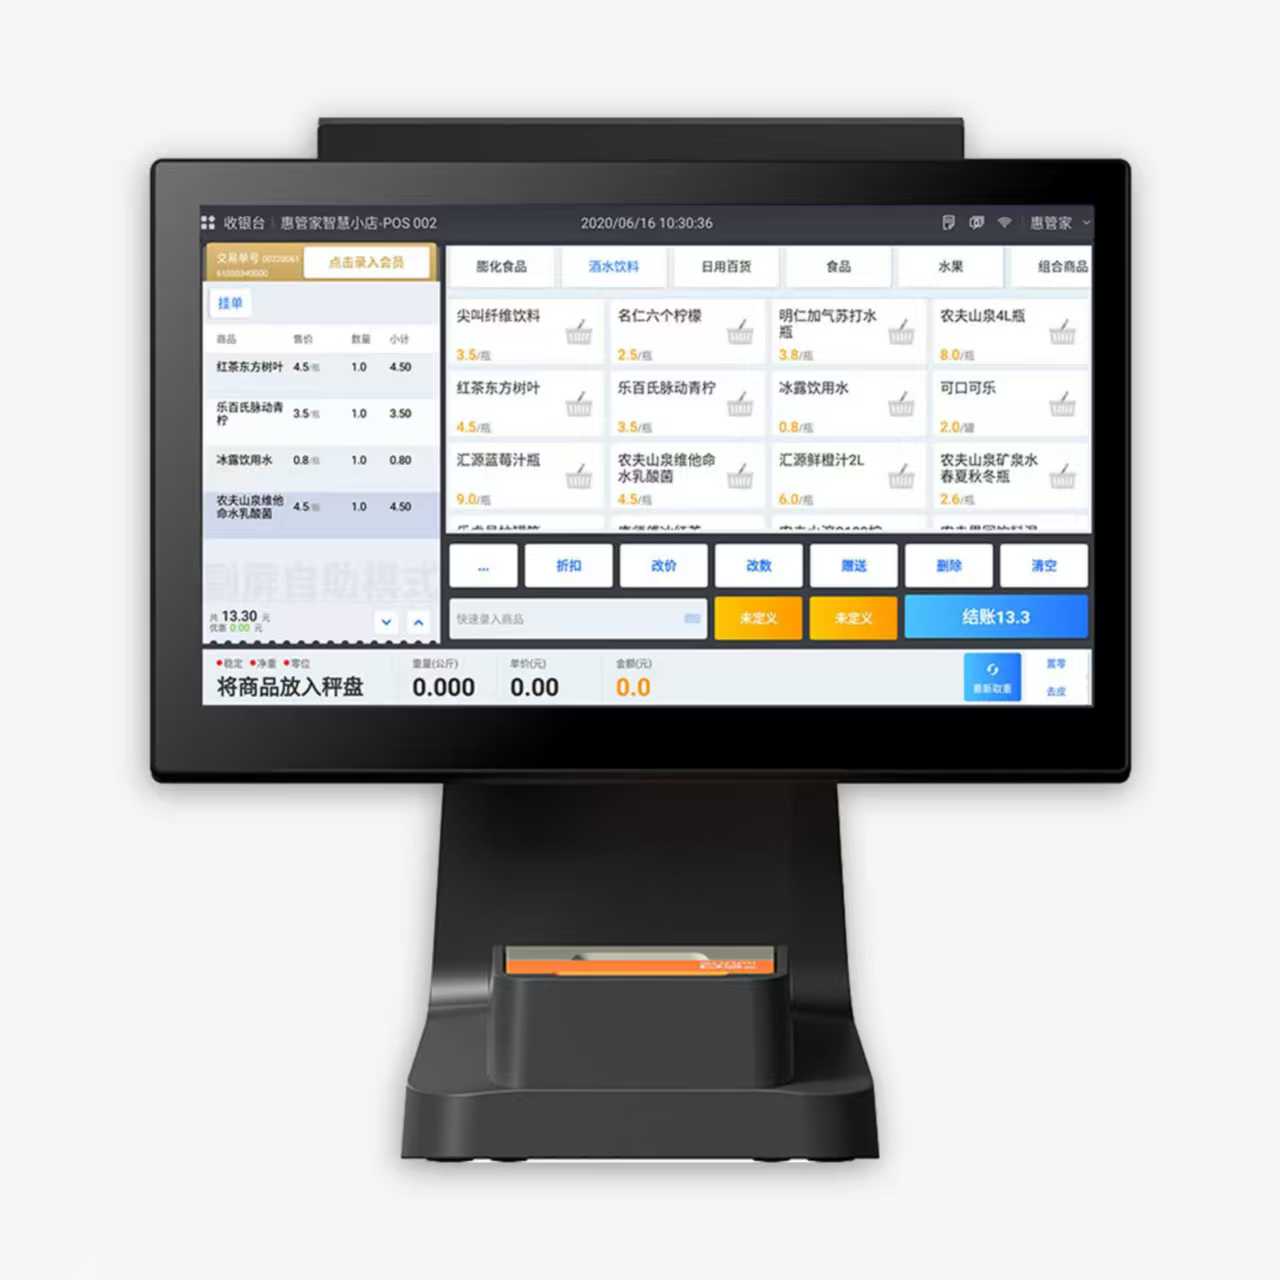 收银台 惠管家智慧小店-POS 002
2020/06/16 10:30:36
惠管家
交易单号
点击录入会员
挂单
商品 售价 数量 小计
红茶东方树叶 4.5/瓶 1.0 4.50
乐百氏脉动青
柠 3.5/瓶 1.0 3.50
冰露饮用水 0.8/瓶 1.0 0.80
农夫山泉维他
命水乳酸菌 4.5/瓶 1.0 4.50
副屏自助模式
共 13.30 元
优惠 0.00 元
膨化食品 酒水饮料 日用百货 食品 水果 组合商品
尖叫纤维饮料
3.5/瓶
名仁六个柠檬
2.5/瓶
明仁加气苏打水
瓶
3.8/瓶
农夫山泉4L瓶
8.0/瓶
红茶东方树叶
4.5/瓶
乐百氏脉动青柠
3.5/瓶
冰露饮用水
0.8/瓶
可口可乐
2.0/罐
汇源蓝莓汁瓶
9.0/瓶
农夫山泉维他命
水乳酸菌
4.5/瓶
汇源鲜橙汁2L
6.0/瓶
农夫山泉矿泉水
春夏秋冬瓶
2.6/瓶
... 折扣 改价 改数 赠送 删除 清空
快速录入商品 未定义 未定义 结账13.3
稳定 净重 零位
将商品放入秤盘
重量(公斤)
0.000
单价(元)
0.00
金额(元)
0.0
重新取重
置零
去皮